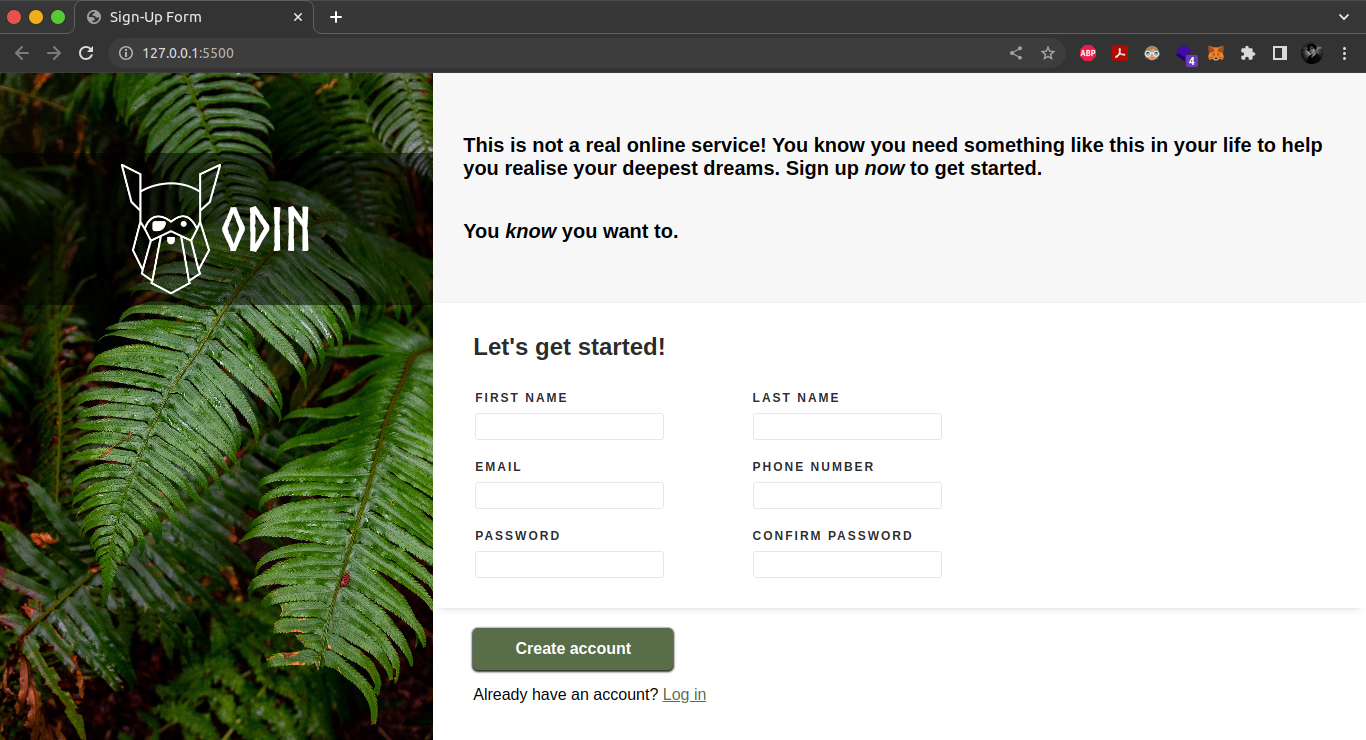 Sign-Up Form
127.0.0.1:5500
ABP
4
ODIN
This is not a real online service! You know you need something like this in your life to help
you realise your deepest dreams. Sign up now to get started.
You know you want to.
Let's get started!
FIRST NAME
LAST NAME
EMAIL
PHONE NUMBER
PASSWORD
CONFIRM PASSWORD
Create account
Already have an account? Log in